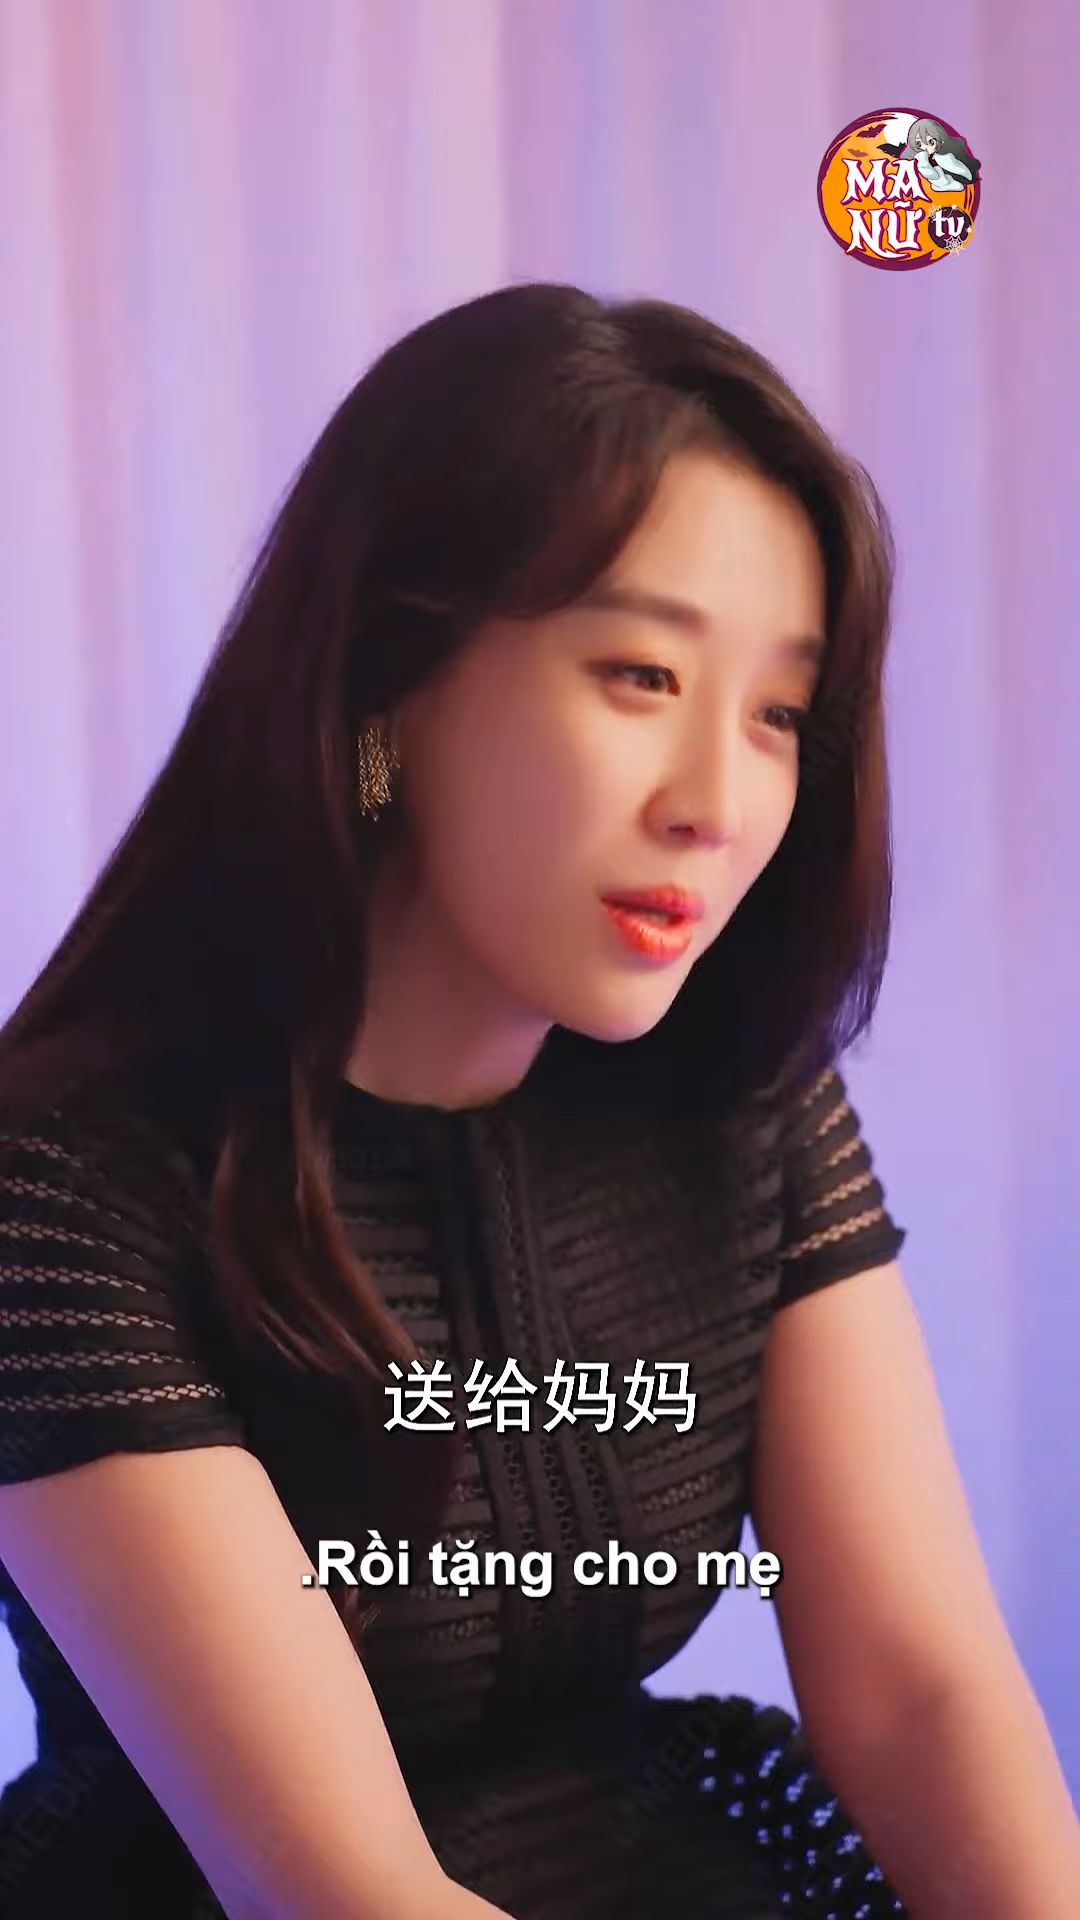 MA
NỮ tv
送给妈妈
.Rồi tặng cho mẹ